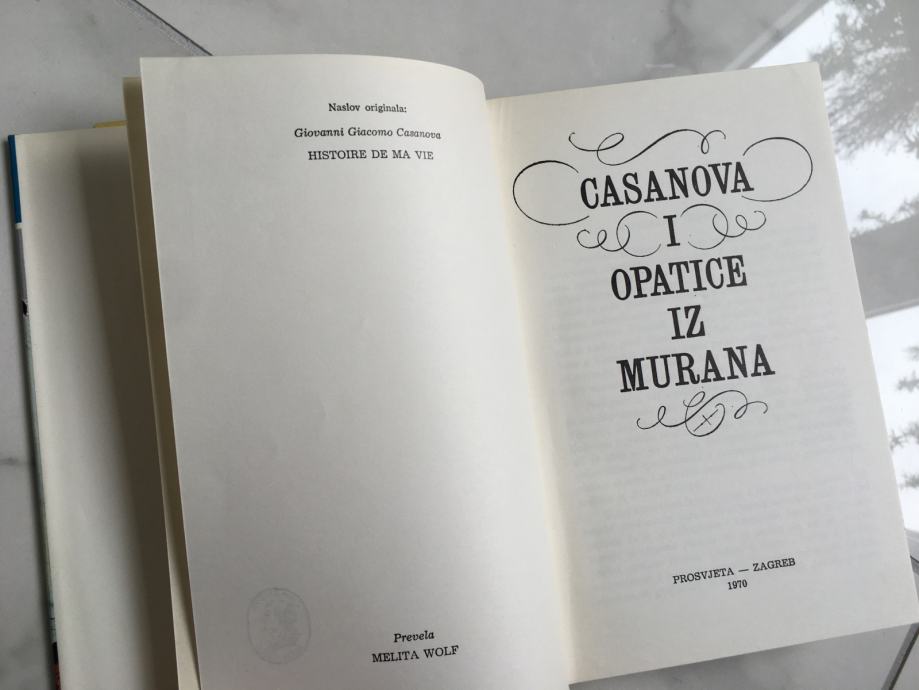 Naslov originala:
Giovanni Giacomo Casanova
HISTOIRE DE MA VIE
Prevela
MELITA WOLF
CASANOVA
I
OPATICE
IZ
MURANA
PROSVJETA — ZAGREB
1970